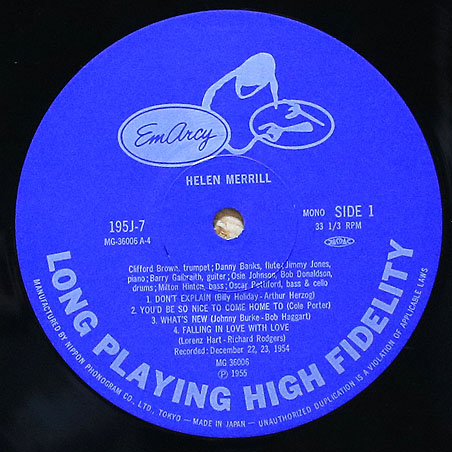 EmArcy
HELEN MERRILL
195J-7
MG-36006 A-4
MONO SIDE 1
33 1/3 RPM
Clifford Brown, trumpet; Danny Banks, flute; Jimmy Jones,
piano; Barry Galbraith, guiter; Osie Johnson, Bob Donaldson,
drums; Milton Hinton, bass; Oscar Pettiford, bass & cello
1. DON'T EXPLAIN (Billy Holiday - Arthur Herzog)
2. YOU'D BE SO NICE TO COME HOME TO (Cole Porter)
3. WHAT'S NEW (Johnny Burke - Bob Haggart)
4. FALLING IN LOVE WITH LOVE
(Lorenz Hart - Richard Rodgers)
Recorded: December 22, 23, 1954
MG 36006
Ⓟ 1955
LONG PLAYING HIGH FIDELITY
MANUFACTURED BY NIPPON PHONOGRAM CO., LTD., TOKYO — MADE IN JAPAN — UNAUTHORIZED DUPLICATION IS A VIOLATION OF APPLICABLE LAWS